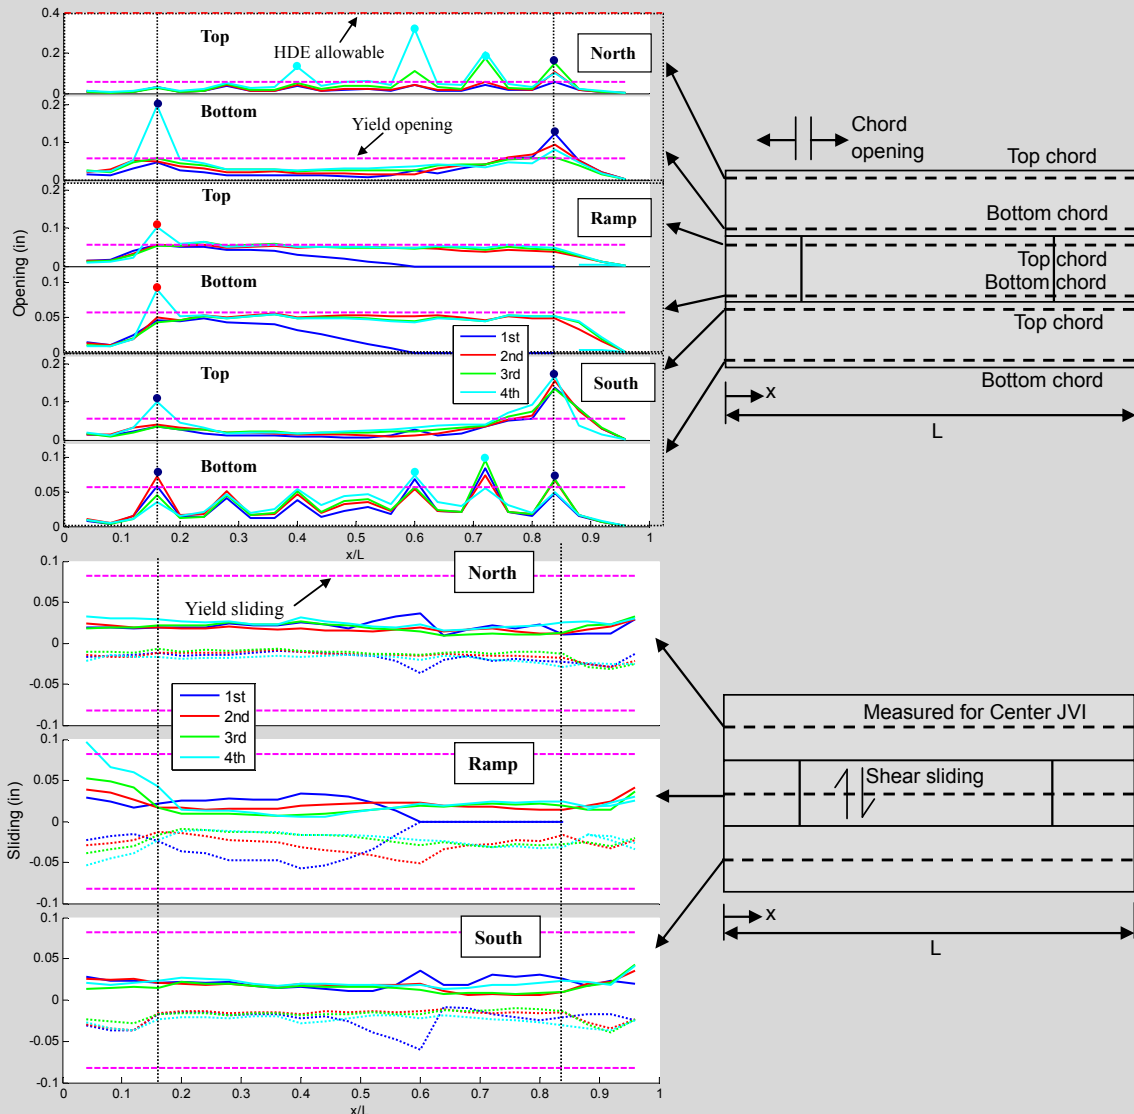 0.4
Top
HDE allowable
North
0.2
0
0.2
Bottom
Yield opening
0.1
0
0.2
Top
Ramp
0.1
0
0.1
Bottom
0.05
0
0.2
Top
South
0.1
0
0.1
Bottom
0.05
0
1st
2nd
3rd
4th
Opening (in)
0 0.1 0.2 0.3 0.4 0.5 0.6 0.7 0.8 0.9 1
x/L
Chord
opening
Top chord
Bottom chord
Top chord
Bottom chord
Top chord
Bottom chord
x
L
0.1
North
Yield sliding
0.05
0
-0.05
-0.1
1st
2nd
3rd
4th
0.1
Ramp
0.05
0
-0.05
-0.1
Sliding (in)
0.1
South
0.05
0
-0.05
-0.1
0 0.1 0.2 0.3 0.4 0.5 0.6 0.7 0.8 0.9 1
x/L
Measured for Center JVI
Shear sliding
x
L